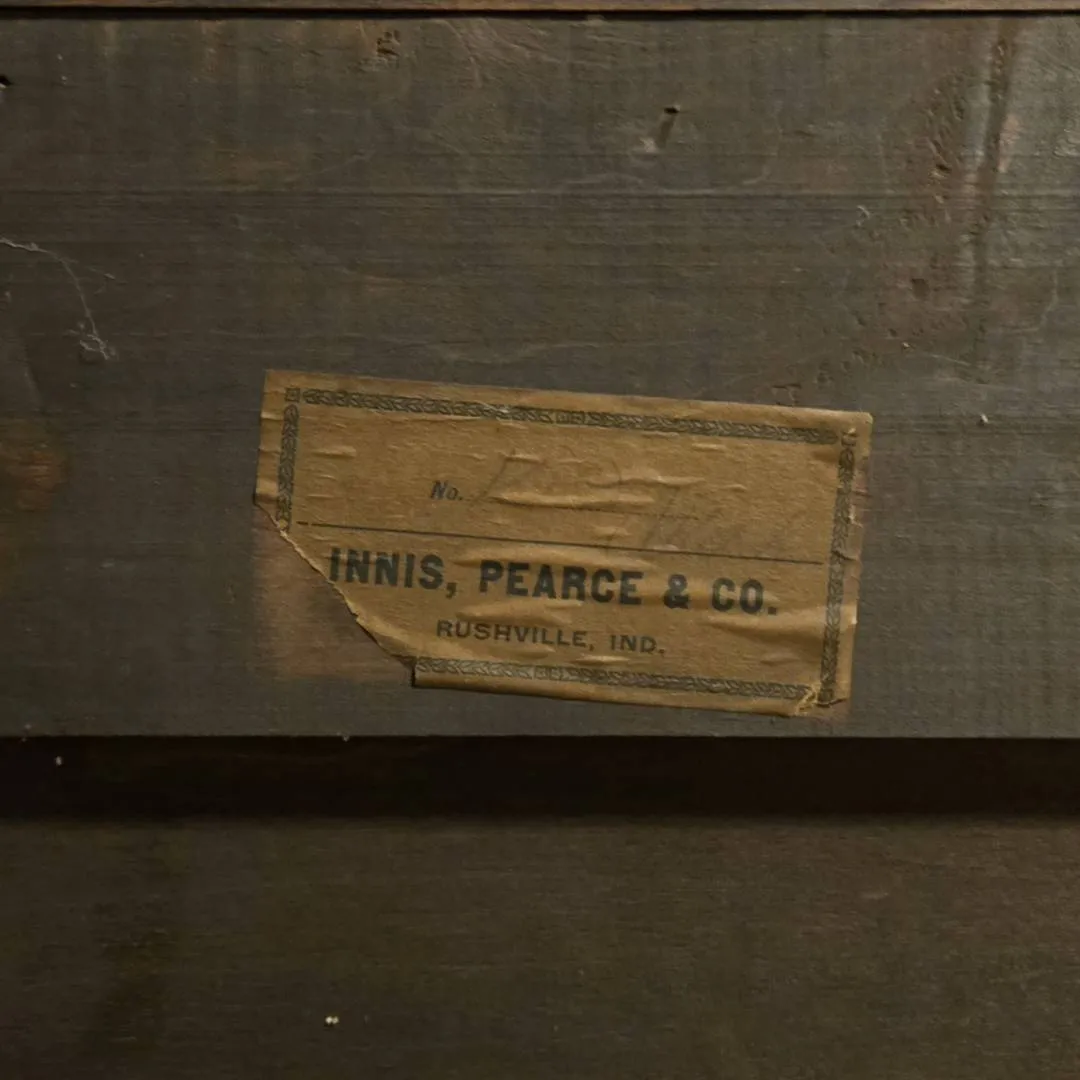 No.
INNIS, PEARCE & CO.
RUSHVILLE, IND.